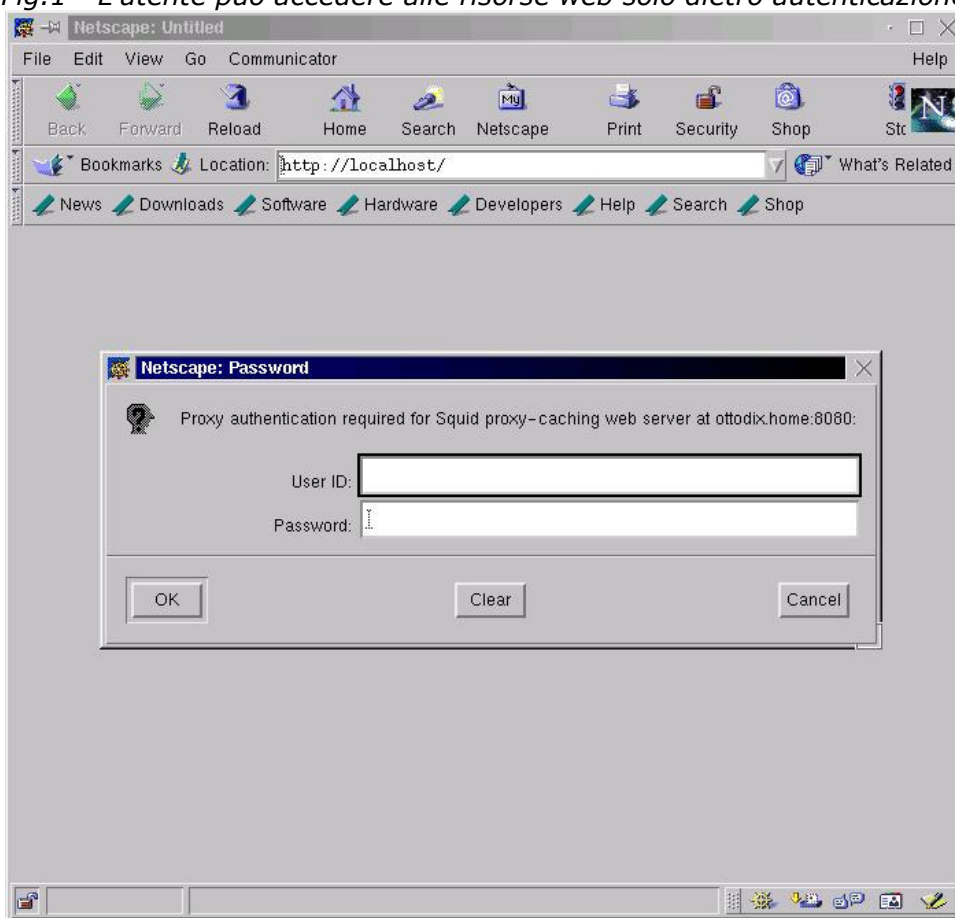 Fig.1 - L'utente può accedere alle risorse web solo dietro autenticazione
Netscape: Untitled
File Edit View Go Communicator Help
Back Forward Reload Home Search Netscape Print Security Shop
My
N
Bookmarks Location: http://localhost/ What's Related
News Downloads Software Hardware Developers Help Search Shop
Netscape: Password
Proxy authentication required for Squid proxy-caching web server at ottodix.home:8080:
User ID:
Password:
OK Clear Cancel